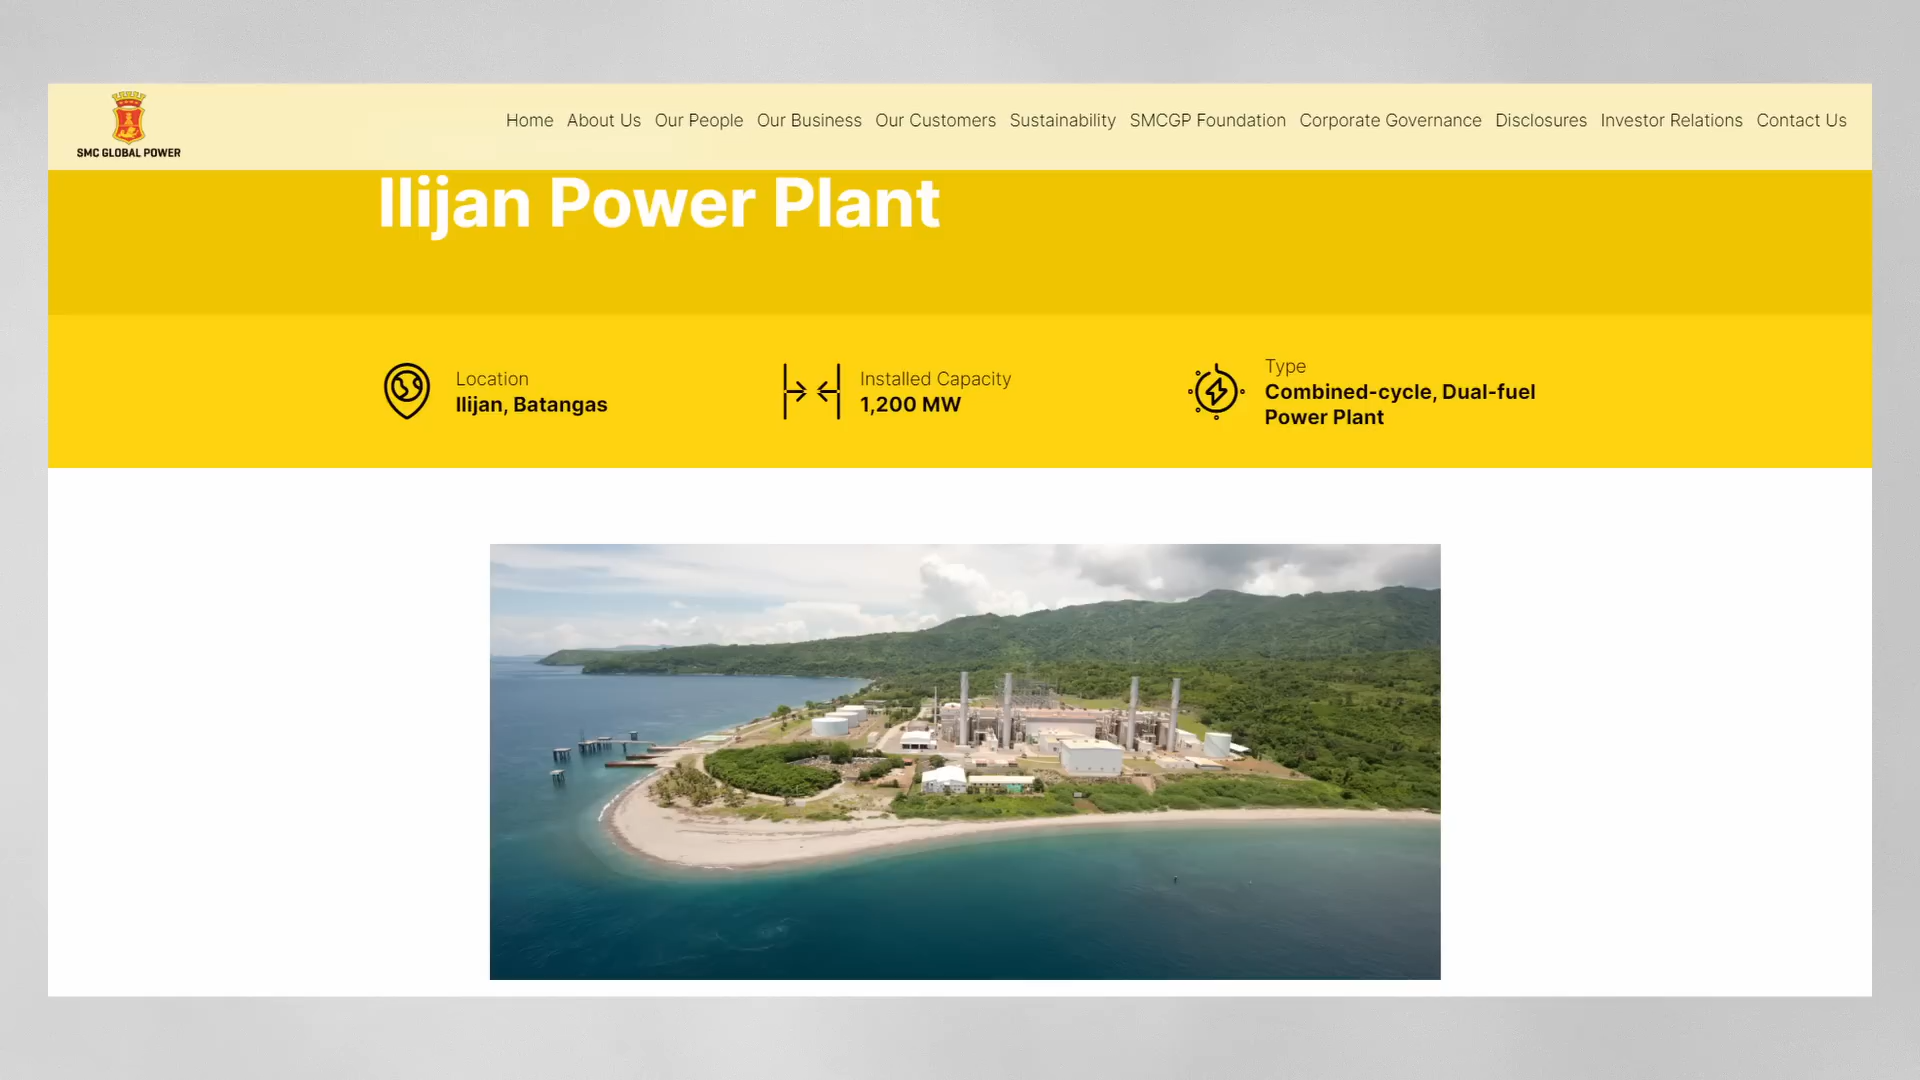 SMC GLOBAL POWER
Home About Us Our People Our Business Our Customers Sustainability SMCGP Foundation Corporate Governance Disclosures Investor Relations Contact Us
Ilijan Power Plant
Location
Ilijan, Batangas
Installed Capacity
1,200 MW
Type
Combined-cycle, Dual-fuel
Power Plant